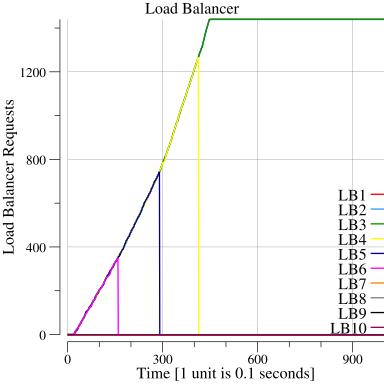 Load Balancer
Load Balancer Requests
1200
800
400
0
0
300
600
900
Time [1 unit is 0.1 seconds]
LB1
LB2
LB3
LB4
LB5
LB6
LB7
LB8
LB9
LB10